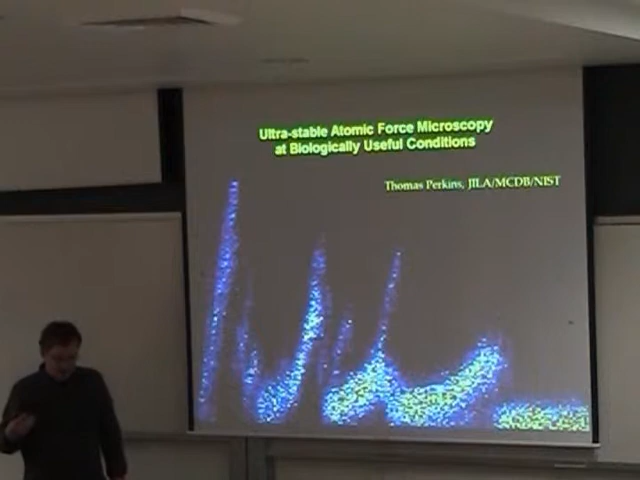 Ultra-stable Atomic Force Microscopy
at Biologically Useful Conditions
Thomas Perkins, JILA/MCDB/NIST